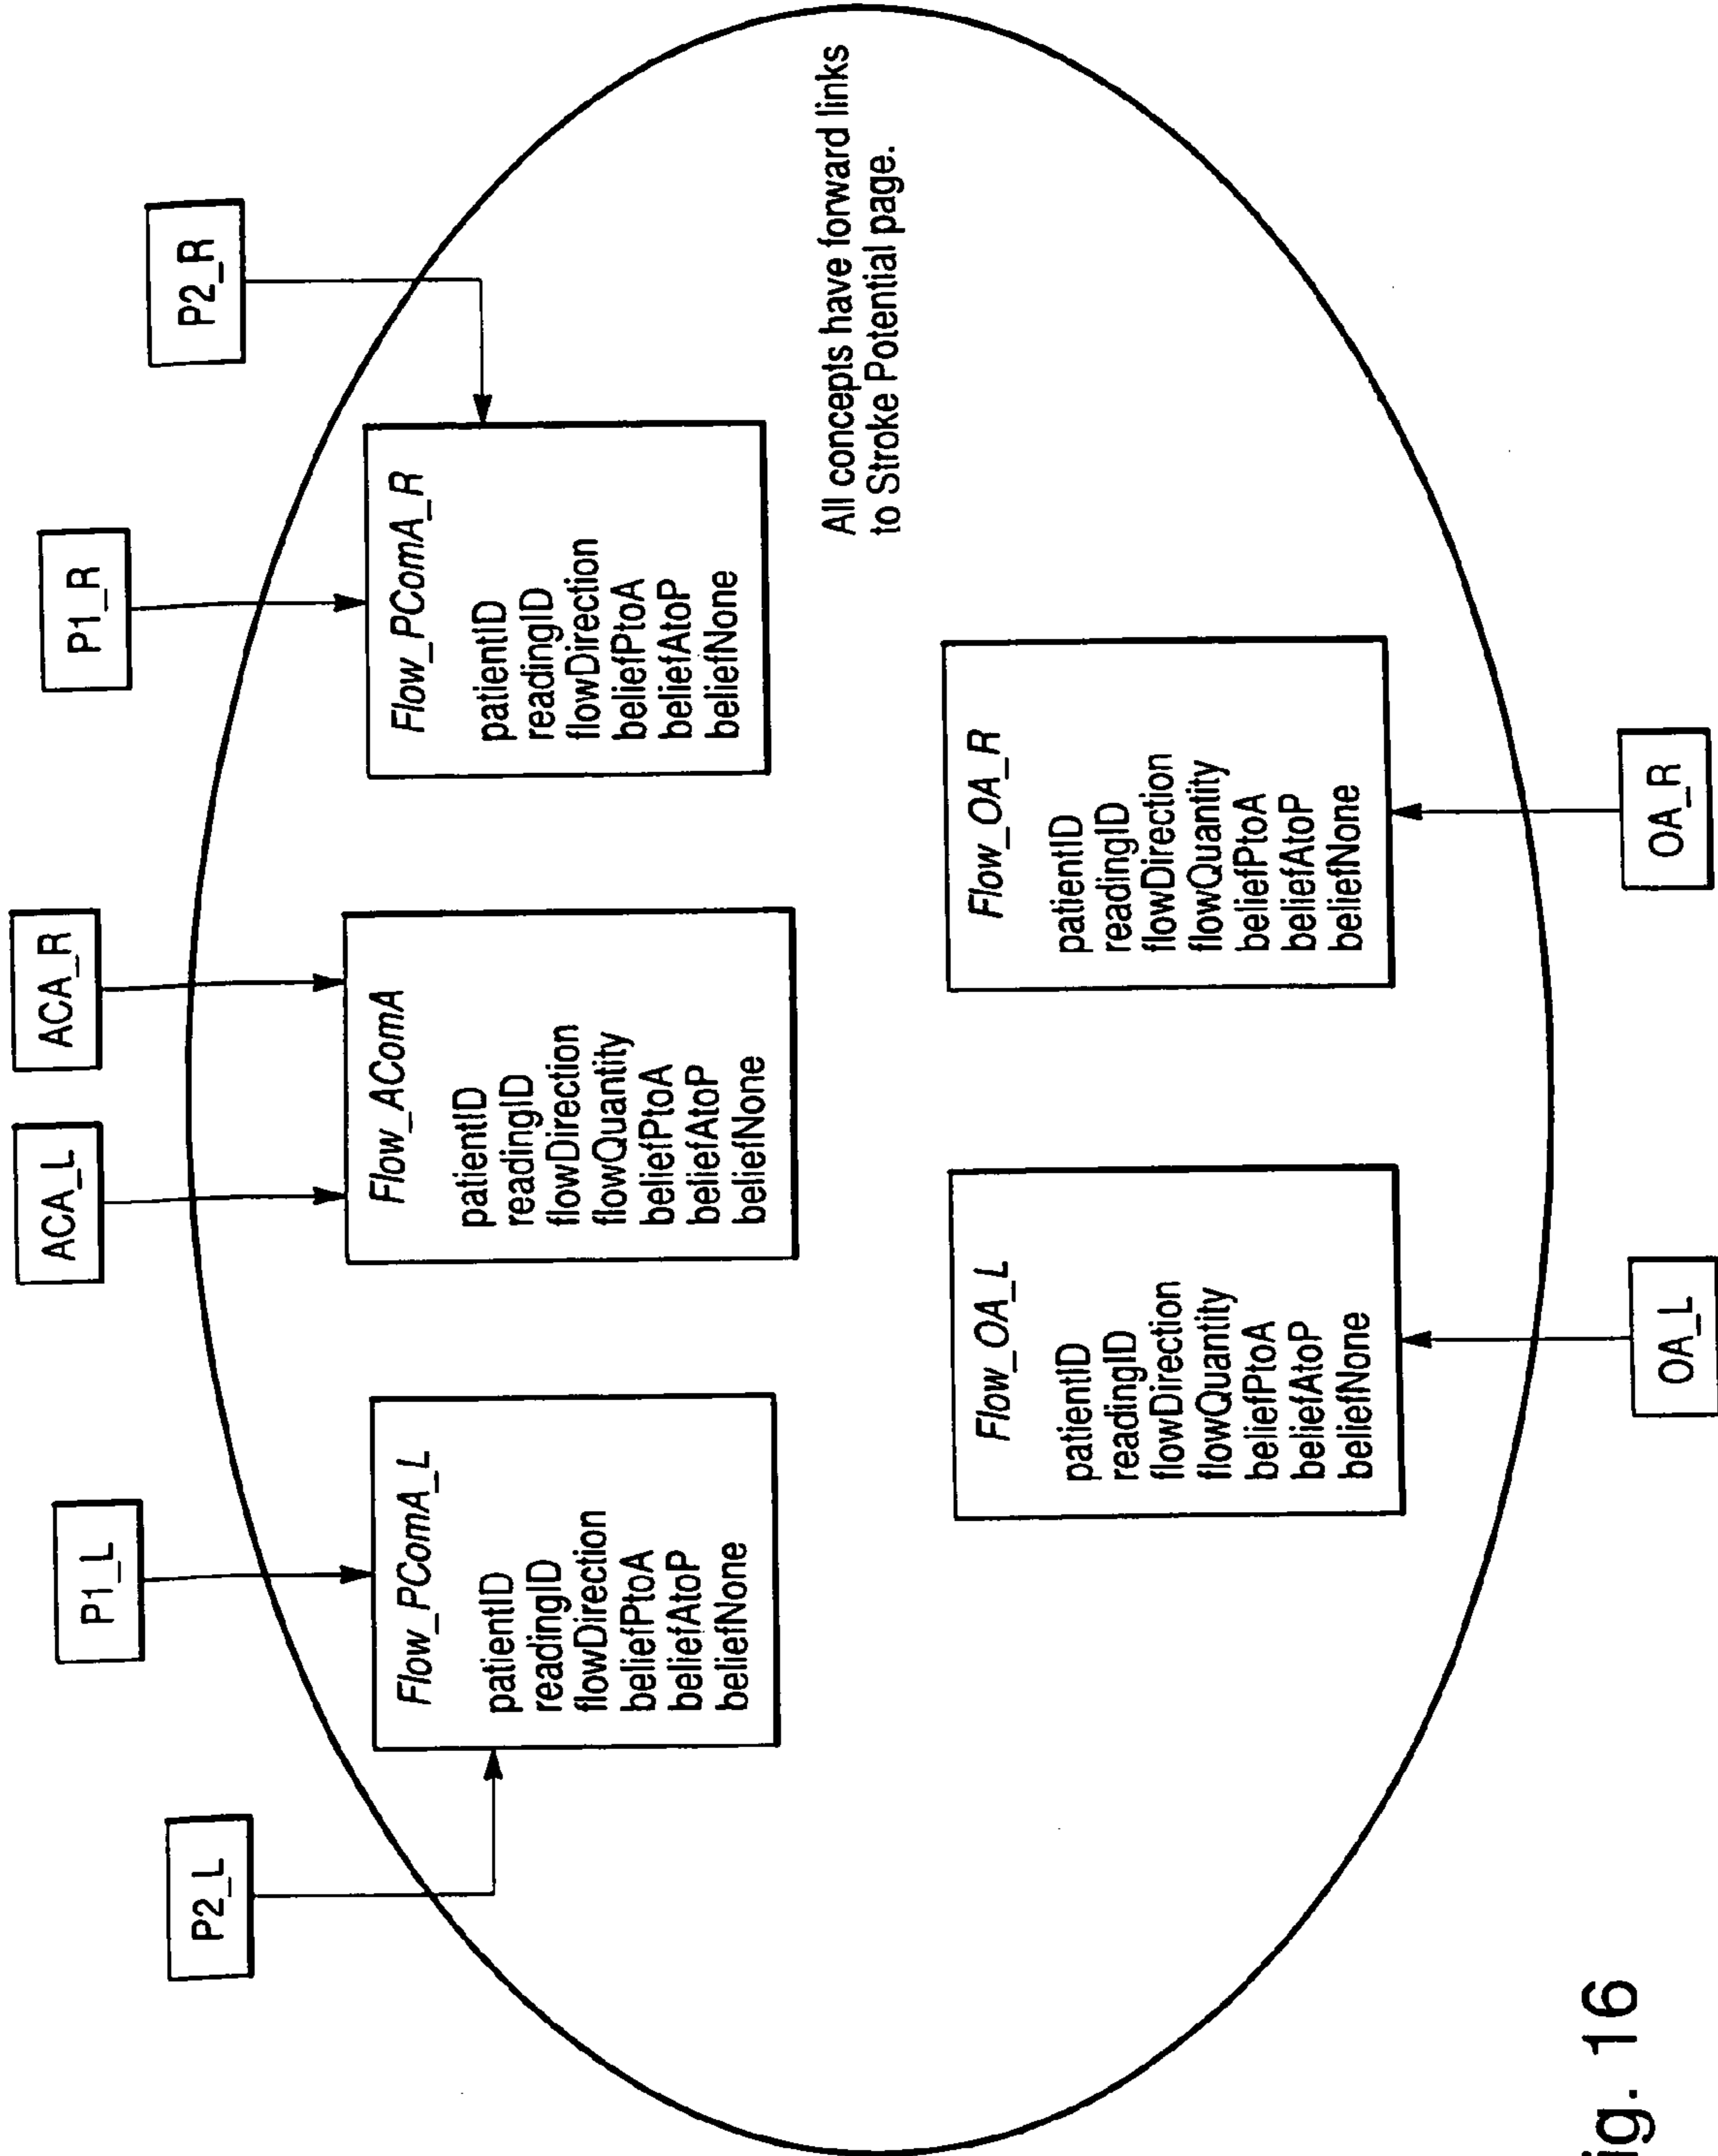 P2_L
P1_L
ACA_L
ACA_R
P1_R
P2_R
Flow_PComA_L
patientID
readingID
flowDirection
beliefPtoA
beliefAtoP
beliefNone
Flow_AComA
patientID
readingID
flowDirection
flowQuantity
beliefPtoA
beliefAtoP
beliefNone
Flow_PComA_R
patientID
readingID
flowDirection
beliefPtoA
beliefAtoP
beliefNone
All concepts have forward links
to Stroke Potential page.
Flow_OA_L
patientID
readingID
flowDirection
flowQuantity
beliefPtoA
beliefAtoP
beliefNone
Flow_OA_R
patientID
readingID
flowDirection
flowQuantity
beliefPtoA
beliefAtoP
beliefNone
OA_L
OA_R
ig. 16